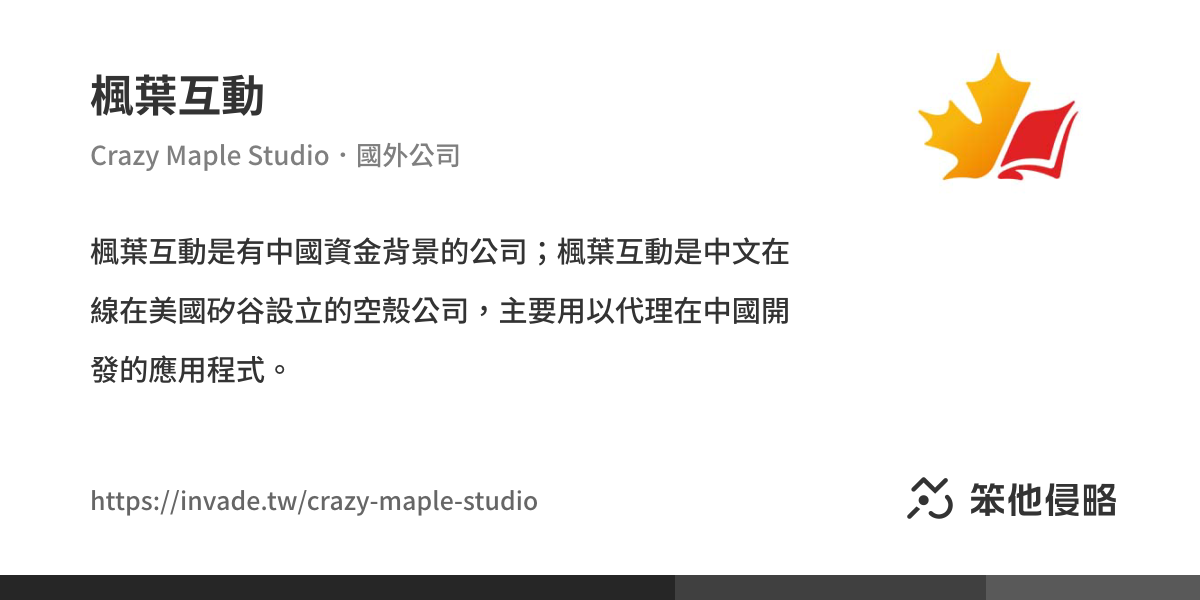 楓葉互動
Crazy Maple Studio・國外公司
楓葉互動是有中國資金背景的公司；楓葉互動是中文在
線在美國矽谷設立的空殼公司，主要用以代理在中國開
發的應用程式。
https://invade.tw/crazy-maple-studio
笨他侵略